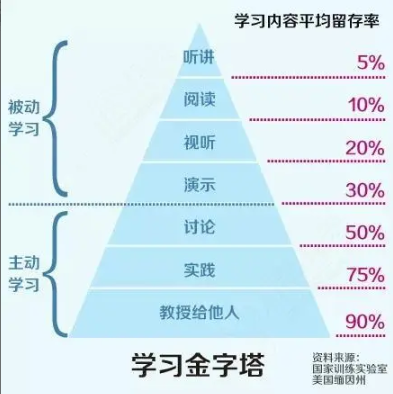 学习内容平均留存率
听讲
5%
阅读
10%
视听
20%
演示
30%
被动
学习
讨论
50%
实践
75%
教授给他人
90%
主动
学习
学习金字塔
资料来源:
国家训练实验室
美国缅因州